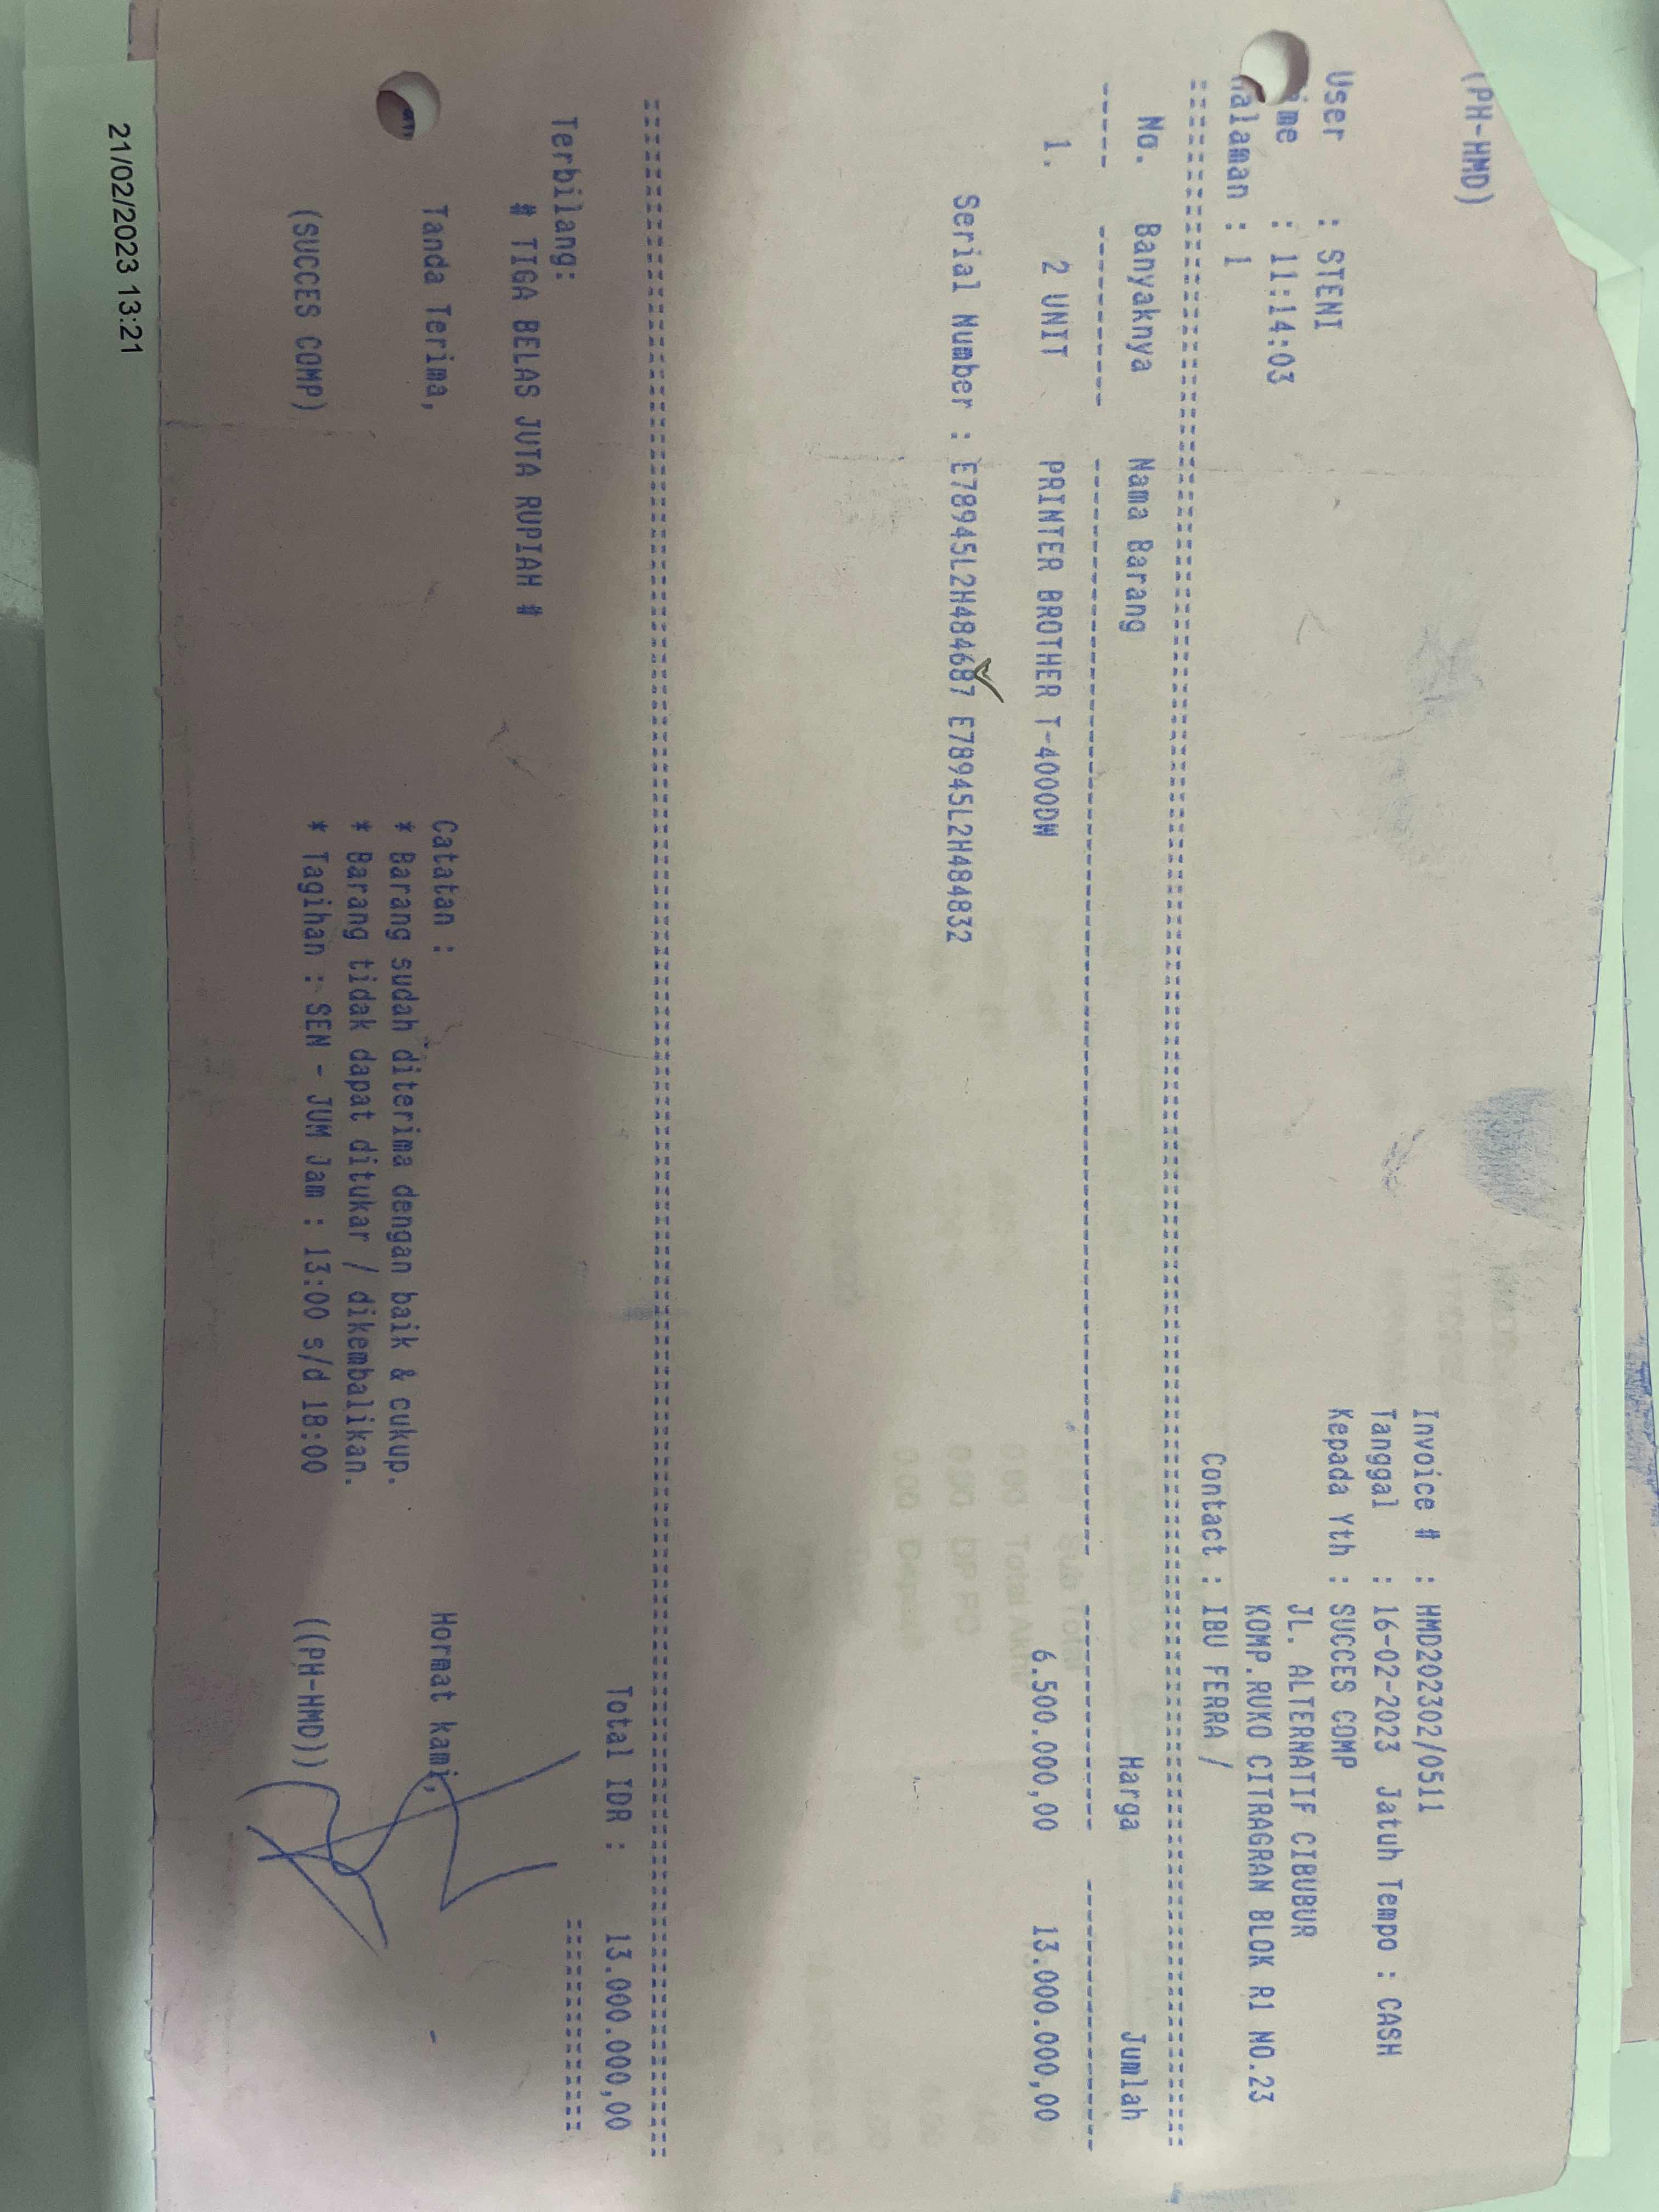 (PH-HMD)
Invoice # : HMD202302/0511
Tanggal : 16-02-2023 Jatuh Tempo : CASH
User : STENI
Kepada Yth : SUCCES COMP
ime : 11:14:03
JL. ALTERNATIF CIBUBUR
alaman : 1
KOMP.RUKO CITRAGRAN BLOK R1 NO.23
Contact : IBU FERRA /
No. Banyaknya Nama Barang Harga Jumlah
1. 2 UNIT PRINTER BROTHER T-4000DW 6.500.000,00 13.000.000,00
Serial Number : E78945L2H484687 E78945L2H484832
Total IDR : 13.000.000,00
Terbilang:
# TIGA BELAS JUTA RUPIAH #
Tanda Terima, Catatan : Hormat kami,
* Barang sudah diterima dengan baik & cukup.
* Barang tidak dapat ditukar / dikembalikan.
(SUCCES COMP) * Tagihan : SEN - JUM Jam : 13:00 s/d 18:00 ((PH-HMD))
21/02/2023 13:21